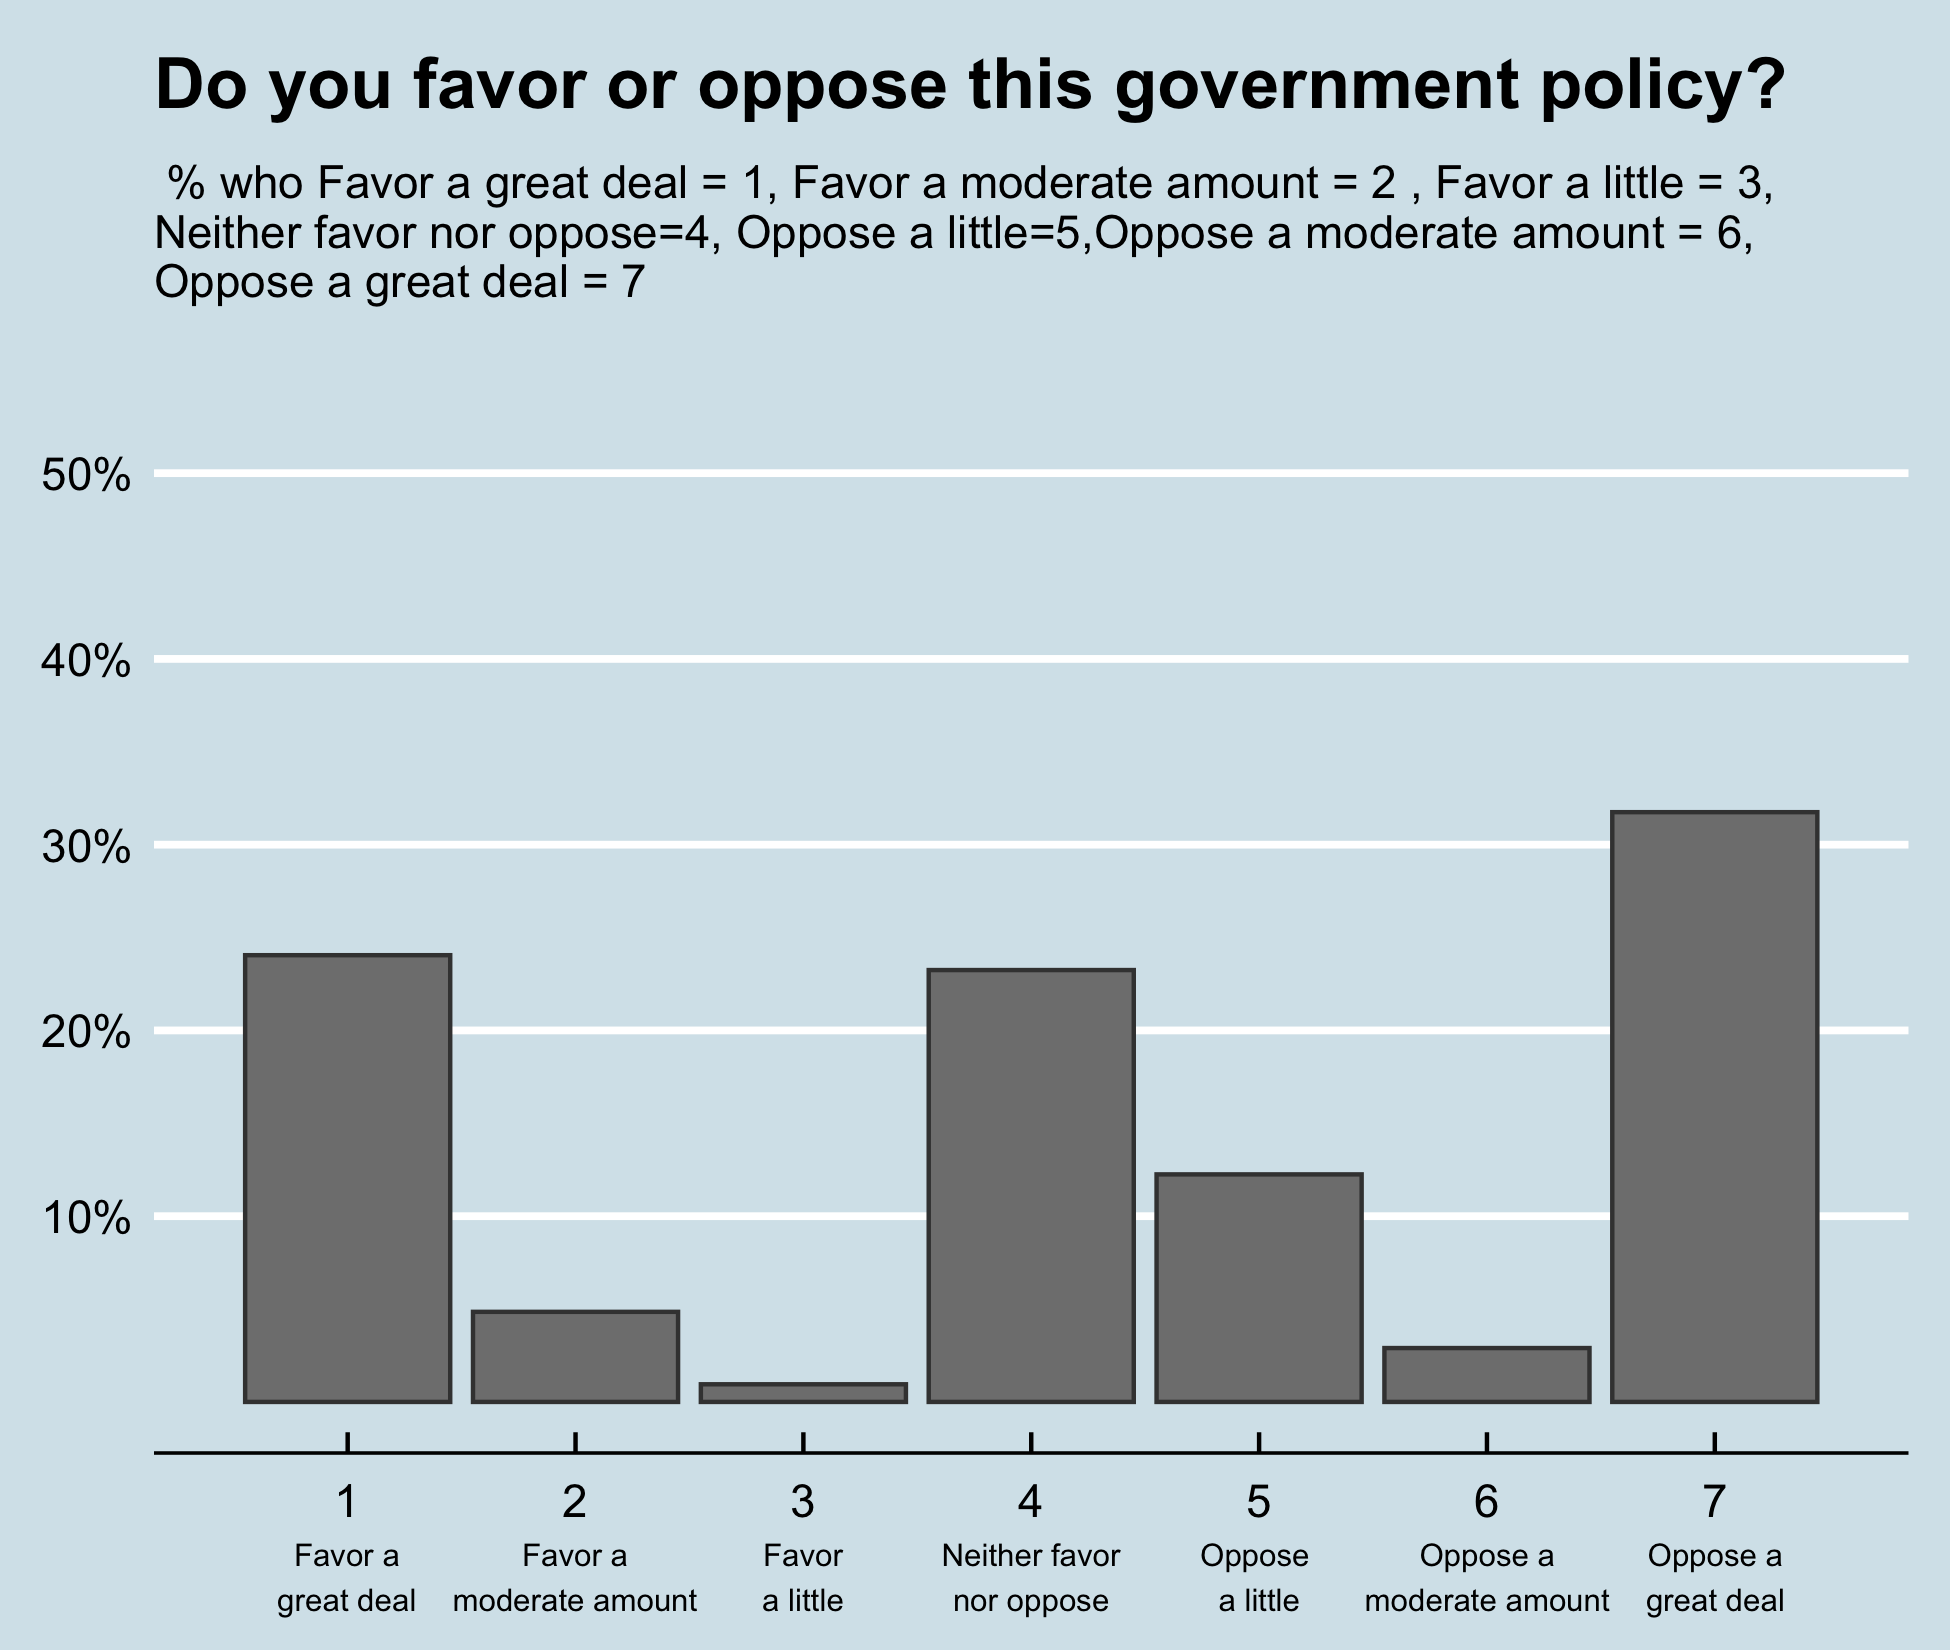 Do you favor or oppose this government policy?
% who Favor a great deal = 1, Favor a moderate amount = 2 , Favor a little = 3,
Neither favor nor oppose=4, Oppose a little=5,Oppose a moderate amount = 6,
Oppose a great deal = 7
50%
40%
30%
20%
10%
1 2 3 4 5 6 7
Favor a Favor a Favor Neither favor Oppose Oppose a Oppose a
great deal moderate amount a little nor oppose a little moderate amount great deal